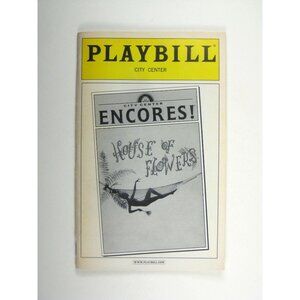 PLAYBILL
CITY CENTER
CITY CENTER
ENCORES!
HOUSE OF
FLOWERS
WWW.PLAYBILL.COM